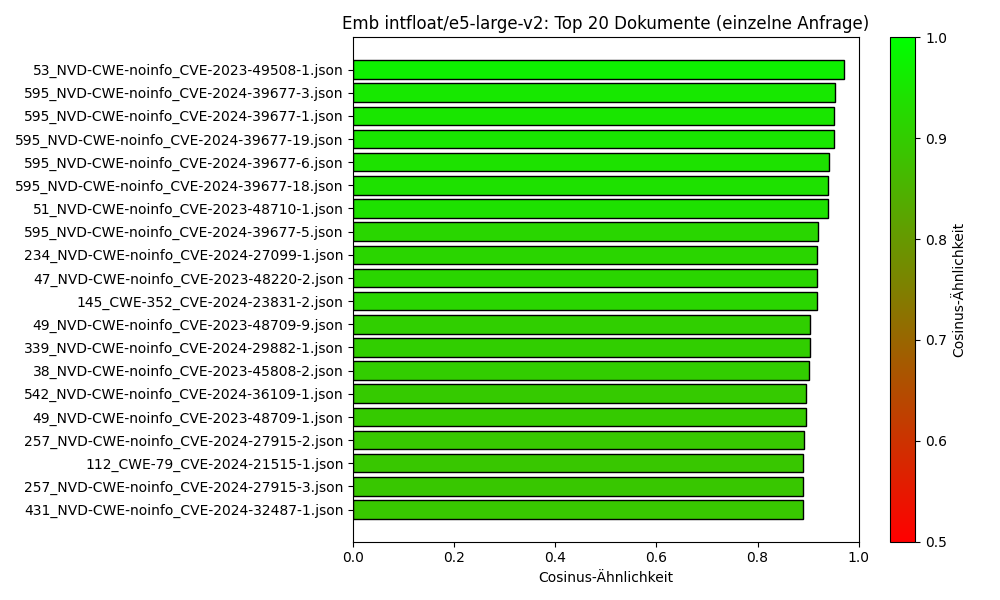 Emb intfloat/e5-large-v2: Top 20 Dokumente (einzelne Anfrage)
53_NVD-CWE-noinfo_CVE-2023-49508-1.json
595_NVD-CWE-noinfo_CVE-2024-39677-3.json
595_NVD-CWE-noinfo_CVE-2024-39677-1.json
595_NVD-CWE-noinfo_CVE-2024-39677-19.json
595_NVD-CWE-noinfo_CVE-2024-39677-6.json
595_NVD-CWE-noinfo_CVE-2024-39677-18.json
51_NVD-CWE-noinfo_CVE-2023-48710-1.json
595_NVD-CWE-noinfo_CVE-2024-39677-5.json
234_NVD-CWE-noinfo_CVE-2024-27099-1.json
47_NVD-CWE-noinfo_CVE-2023-48220-2.json
145_CWE-352_CVE-2024-23831-2.json
49_NVD-CWE-noinfo_CVE-2023-48709-9.json
339_NVD-CWE-noinfo_CVE-2024-29882-1.json
38_NVD-CWE-noinfo_CVE-2023-45808-2.json
542_NVD-CWE-noinfo_CVE-2024-36109-1.json
49_NVD-CWE-noinfo_CVE-2023-48709-1.json
257_NVD-CWE-noinfo_CVE-2024-27915-2.json
112_CWE-79_CVE-2024-21515-1.json
257_NVD-CWE-noinfo_CVE-2024-27915-3.json
431_NVD-CWE-noinfo_CVE-2024-32487-1.json
0.0 0.2 0.4 0.6 0.8 1.0
Cosinus-Ähnlichkeit
1.0
0.9
0.8
0.7
0.6
0.5
Cosinus-Ähnlichkeit